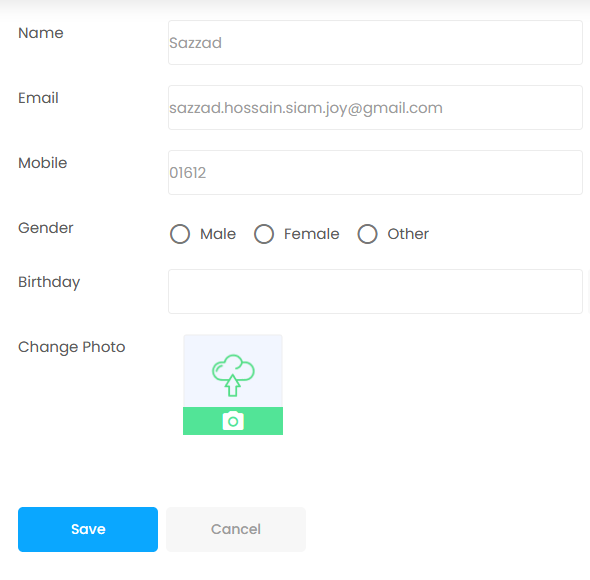 Name
Sazzad
Email
sazzad.hossain.siam.joy@gmail.com
Mobile
01612
Gender
Male Female Other
Birthday
Change Photo
Save Cancel